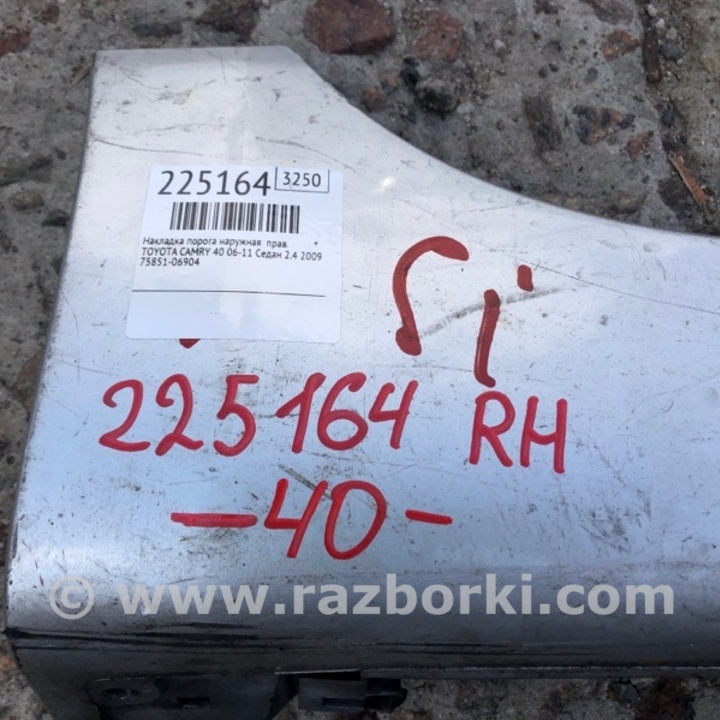 225164 3250
Накладка порога наружная прав.
TOYOTA CAMRY 40 06-11 Седан 2.4 2009
75851-06904
225164 RH
-40-
© www.razborki.com